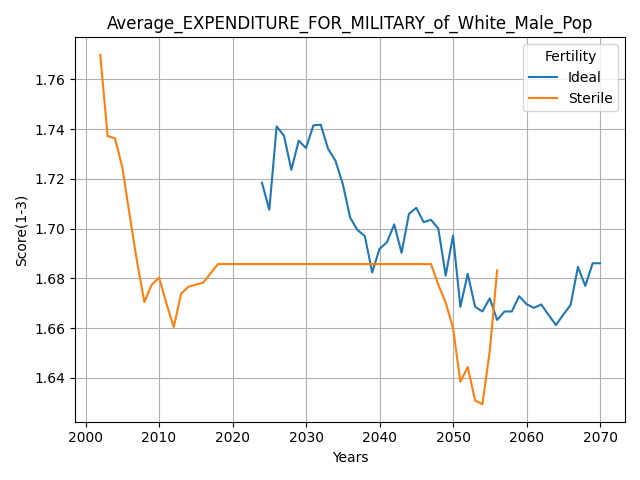 Average_EXPENDITURE_FOR_MILITARY_of_White_Male_Pop
Fertility
Ideal
Sterile
Score(1-3)
1.76
1.74
1.72
1.70
1.68
1.66
1.64
2000 2010 2020 2030 2040 2050 2060 2070
Years